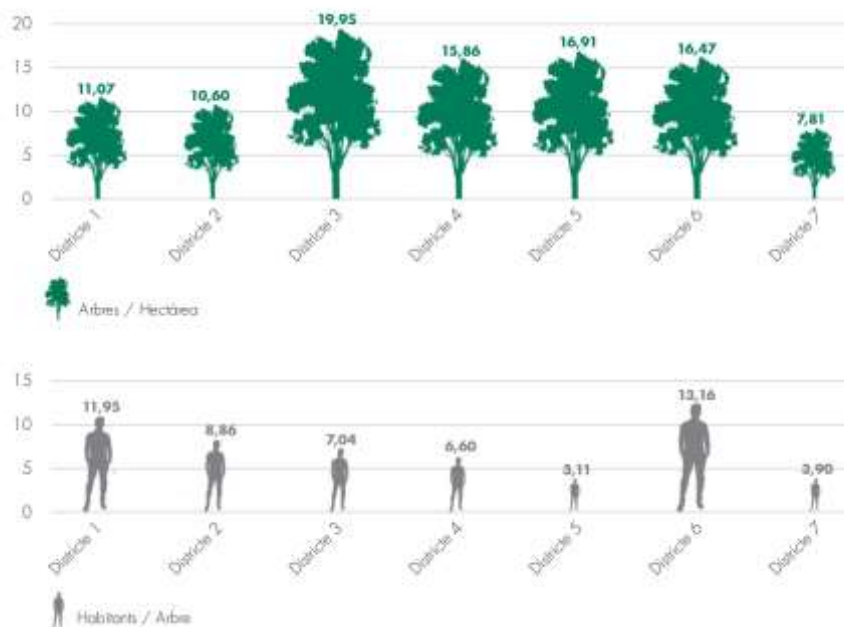 20
19,95
15,86
16,91
16,47
15
11,07
10,60
10
7,81
5
0
Districte 1
Districte 2
Districte 3
Districte 4
Districte 5
Districte 6
Districte 7
Arbres / Hectàrea
15
13,16
11,95
10
8,86
7,04
6,60
5
3,11
3,90
0
Districte 1
Districte 2
Districte 3
Districte 4
Districte 5
Districte 6
Districte 7
Habitants / Arbre